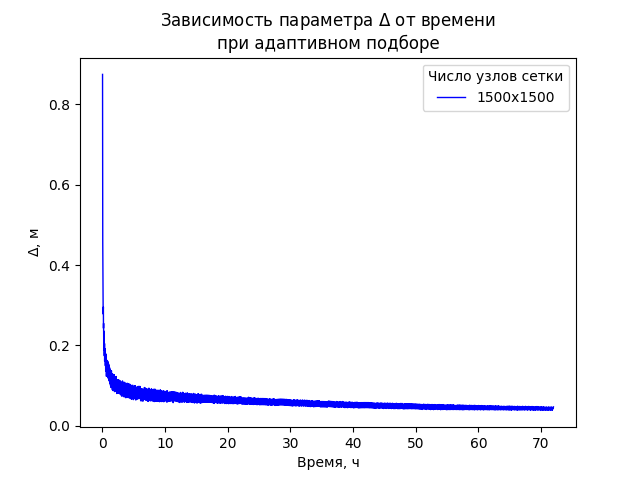 Зависимость параметра Δ от времени
при адаптивном подборе
Число узлов сетки
1500x1500
Δ, м
0.8
0.6
0.4
0.2
0.0
0 10 20 30 40 50 60 70
Время, ч